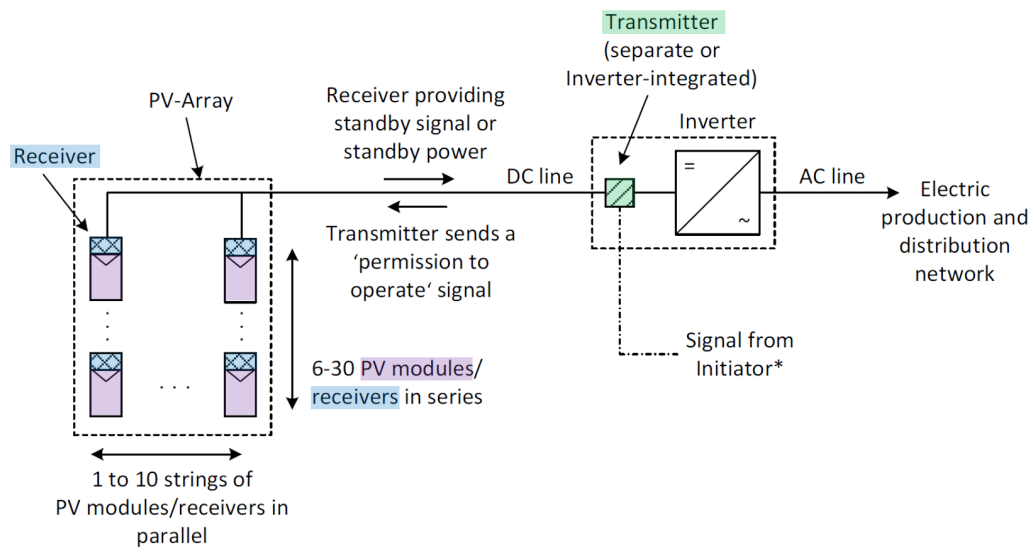 Transmitter
(separate or
Inverter-integrated)
PV-Array
Receiver providing
standby signal or
standby power
Inverter
Receiver
=
~
DC line
AC line
Electric
production and
distribution
network
Transmitter sends a
‘permission to
operate‘ signal
Signal from
Initiator*
6-30 PV modules/
receivers in series
. . .
1 to 10 strings of
PV modules/receivers in
parallel